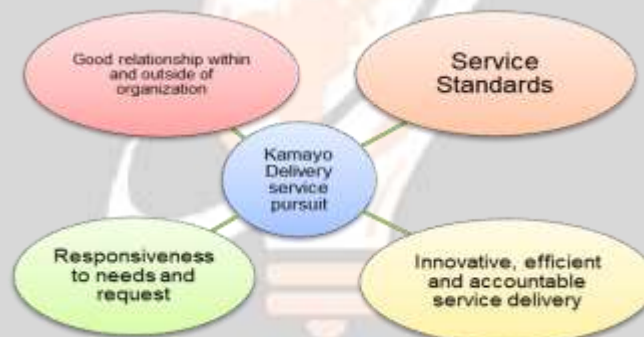 Good relationship within
and outside of
organization
Service
Standards
Kamayo
Delivery
service
pursuit
Responsiveness
to needs and
request
Innovative, efficient
and accountable
service delivery